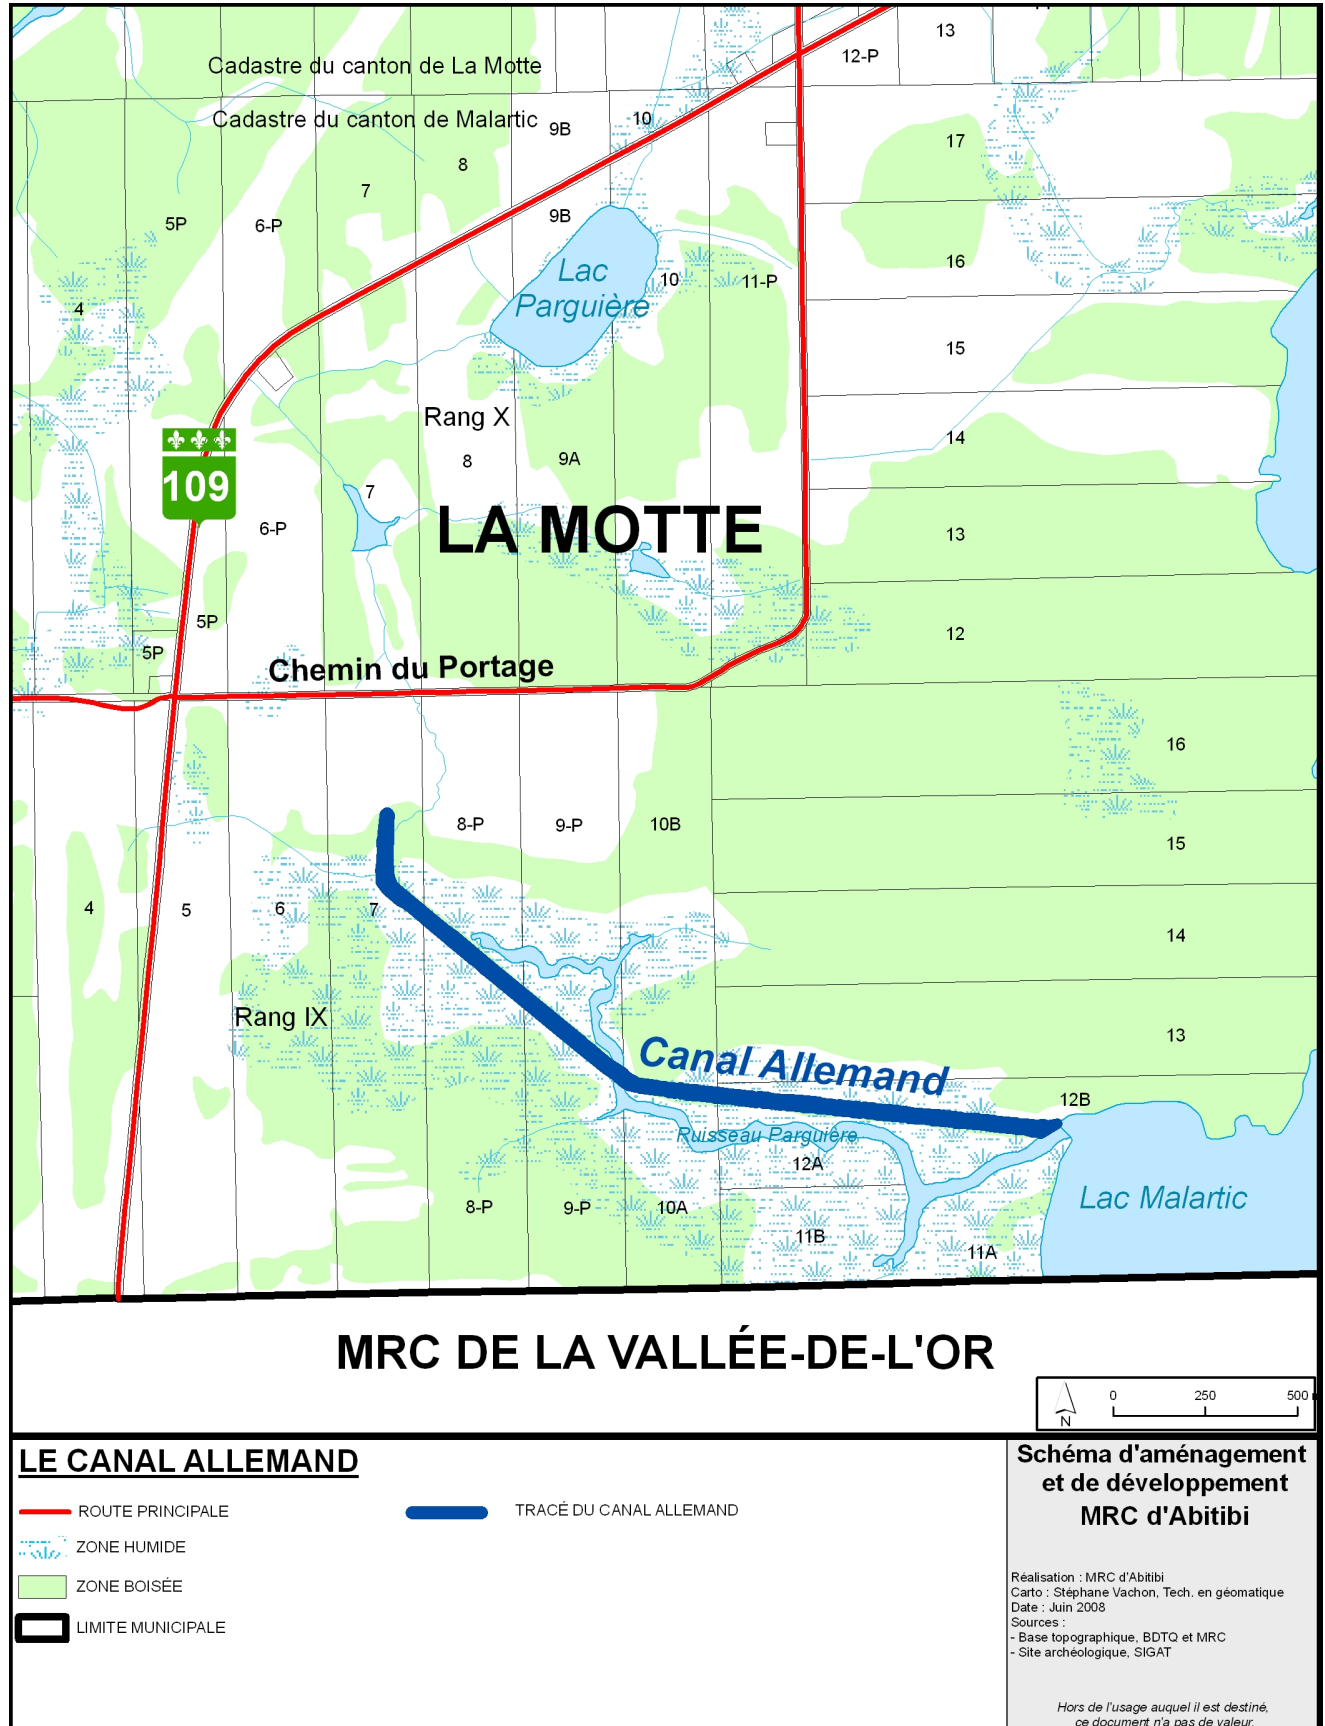 13
12-P
Cadastre du canton de La Motte
Cadastre du canton de Malartic
9B
10
17
8
7
5P
6-P
9B
16
Lac
Parguière
10
11-P
4
15
Rang X
14
8
9A
109
7
6-P
LA MOTTE
13
5P
12
5P
Chemin du Portage
16
8-P
9-P
10B
15
4
5
6
7
14
Rang IX
13
Canal Allemand
12B
Ruisseau Parguière
12A
Lac Malartic
8-P
9-P
10A
11B
11A
MRC DE LA VALLÉE-DE-L'OR
0 250 500
N
LE CANAL ALLEMAND
ROUTE PRINCIPALE
TRACÉ DU CANAL ALLEMAND
ZONE HUMIDE
ZONE BOISÉE
LIMITE MUNICIPALE
Schéma d'aménagement
et de développement
MRC d'Abitibi
Réalisation : MRC d'Abitibi
Carto : Stéphane Vachon, Tech. en géomatique
Date : Juin 2008
Sources :
- Base topographique, BDTQ et MRC
- Site archéologique, SIGAT
Hors de l'usage auquel il est destiné,
ce document n'a pas de valeur.